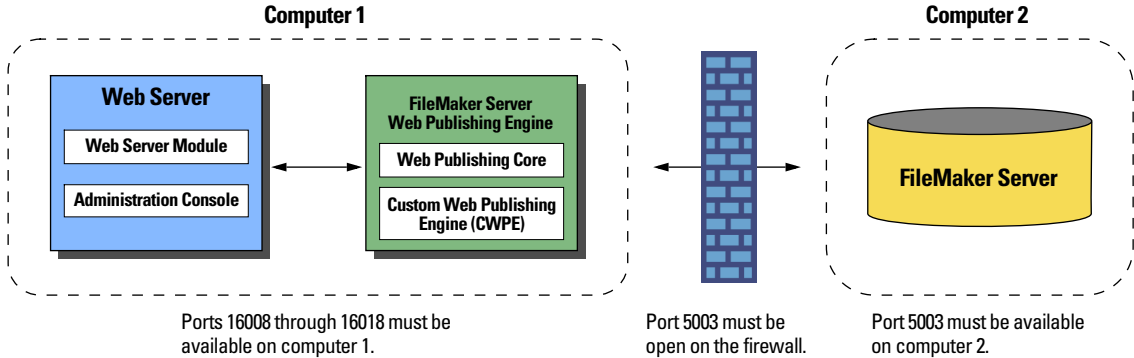 Computer 1
Computer 2
Web Server
Web Server Module
Administration Console
FileMaker Server
Web Publishing Engine
Web Publishing Core
Custom Web Publishing
Engine (CWPE)
FileMaker Server
Ports 16008 through 16018 must be
available on computer 1.
Port 5003 must be
open on the firewall.
Port 5003 must be available
on computer 2.